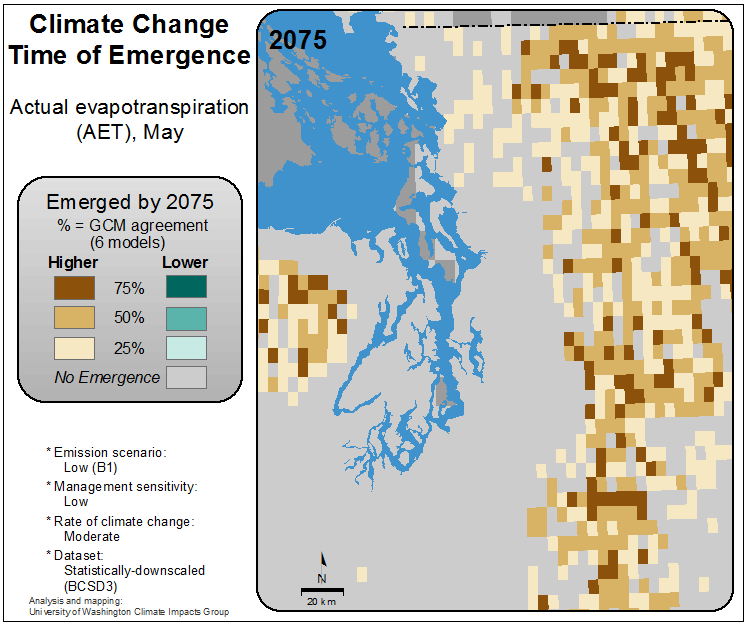 Climate Change
Time of Emergence
Actual evapotranspiration
(AET), May
Emerged by 2075
% = GCM agreement
(6 models)
Higher Lower
75%
50%
25%
No Emergence
* Emission scenario:
Low (B1)
* Management sensitivity:
Low
* Rate of climate change:
Moderate
* Dataset:
Statistically-downscaled
(BCSD3)
Analysis and mapping:
University of Washington Climate Impacts Group
2075
N
20 km